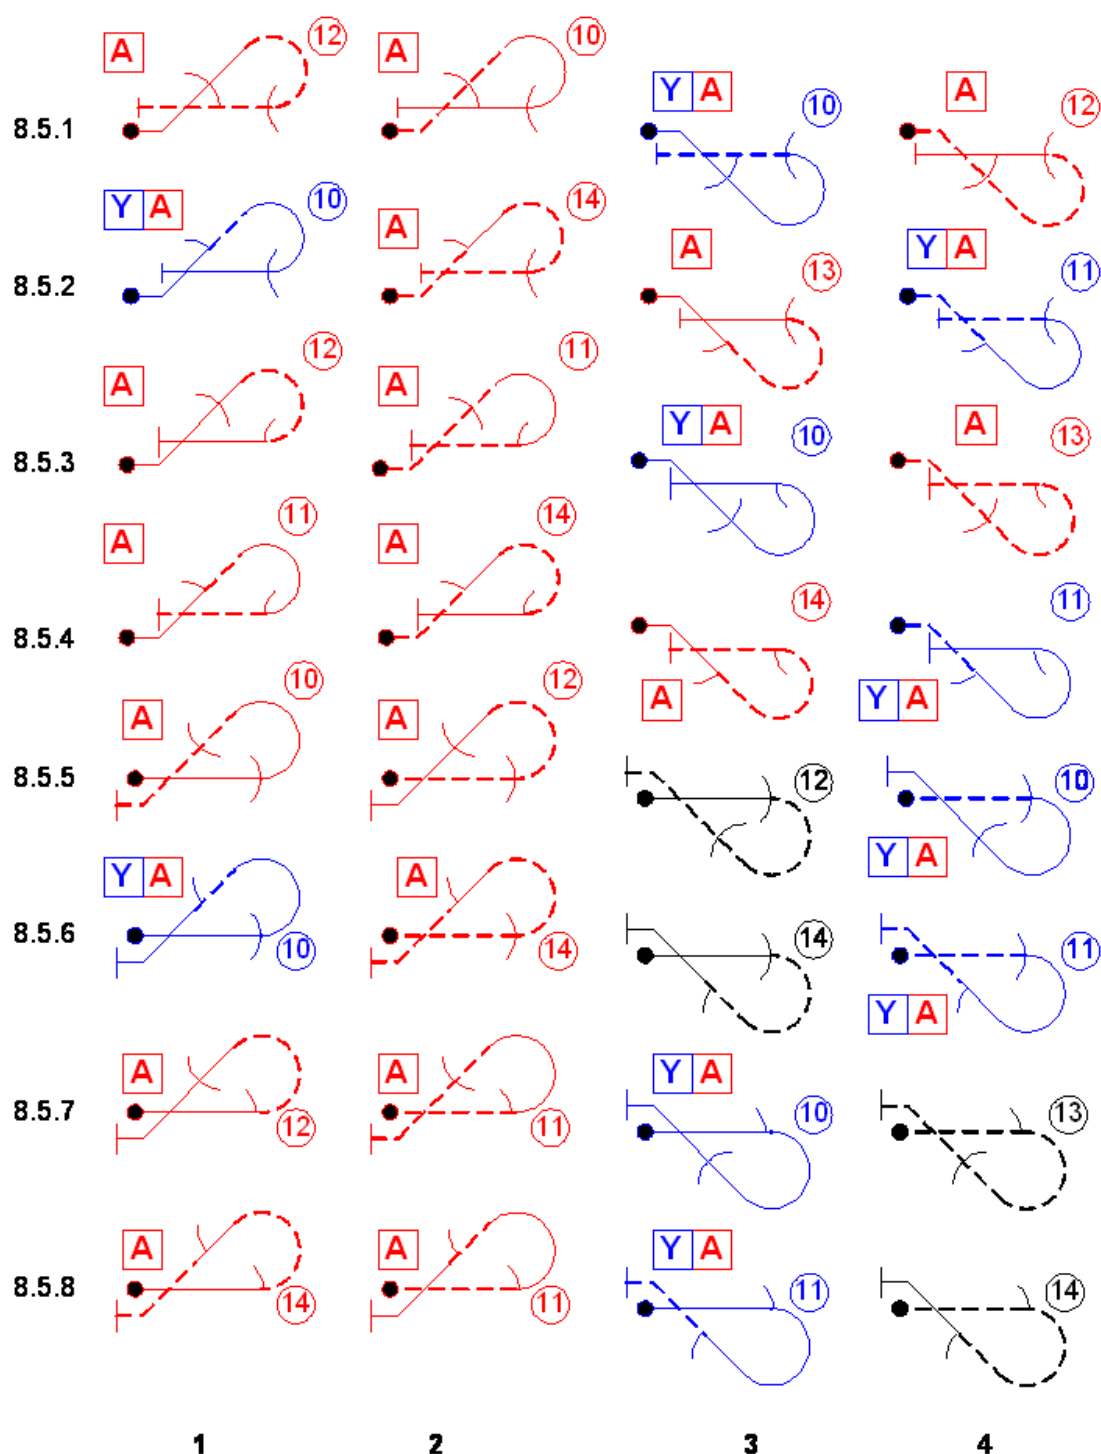 A 12 A 10 Y A 10 A 12
8.5.1
Y A 10 A 14 A 13 Y A 11
8.5.2
A 12 A 11 Y A 10 A 13
8.5.3
A 11 A 14 A 14 Y A 11
8.5.4
A 10 A 12 12 Y A 10
8.5.5
Y A 10 A 14 14 Y A 11
8.5.6
A 12 A 11 Y A 10 13
8.5.7
A 14 A 11 Y A 11 14
8.5.8
1 2 3 4